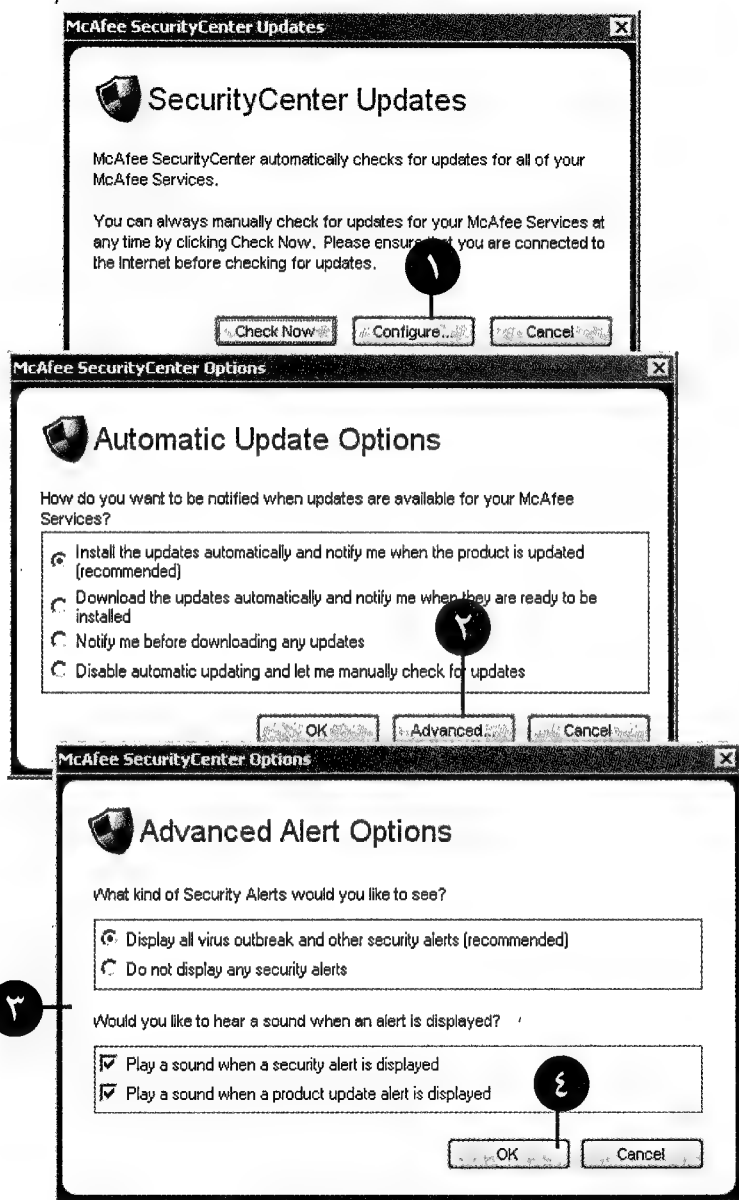 McAfee SecurityCenter Updates
SecurityCenter Updates
McAfee SecurityCenter automatically checks for updates for all of your
McAfee Services.
You can always manually check for updates for your McAfee Services at
any time by clicking Check Now. Please ensure that you are connected to
the Internet before checking for updates.
١
Check Now
Configure...
Cancel
McAfee SecurityCenter Options
Automatic Update Options
How do you want to be notified when updates are available for your McAfee
Services?
Install the updates automatically and notify me when the product is updated
(recommended)
Download the updates automatically and notify me when they are ready to be
installed
٢
Notify me before downloading any updates
Disable automatic updating and let me manually check for updates
OK
Advanced...
Cancel
McAfee SecurityCenter Options
Advanced Alert Options
What kind of Security Alerts would you like to see?
Display all virus outbreak and other security alerts (recommended)
Do not display any security alerts
٣
Would you like to hear a sound when an alert is displayed?
Play a sound when a security alert is displayed
Play a sound when a product update alert is displayed
٤
OK
Cancel